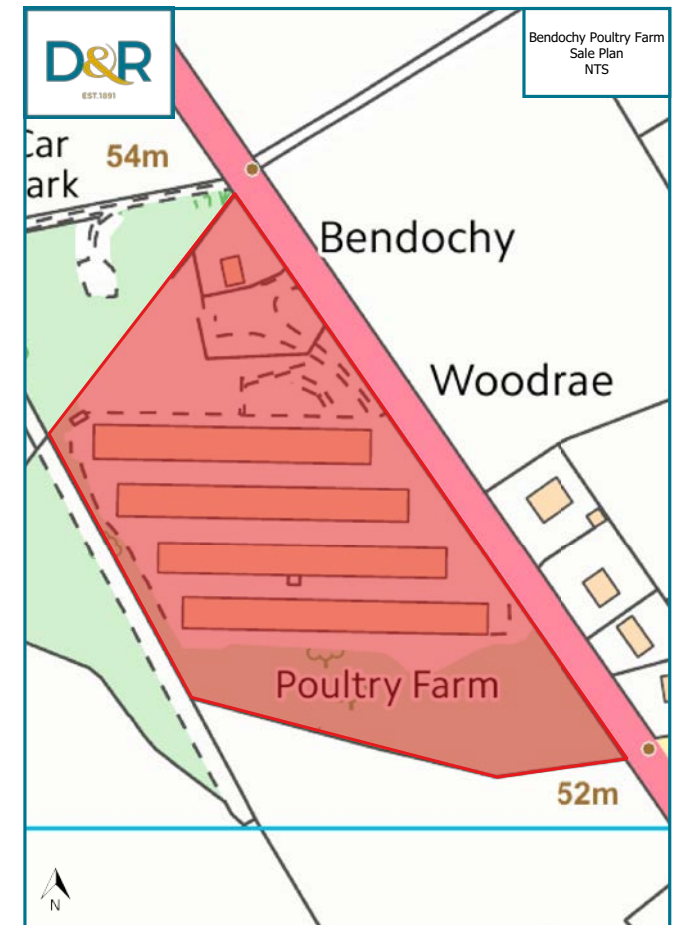 D&R
EST.1891
Bendochy Poultry Farm
Sale Plan
NTS
Car
ark
54m
Bendochy
Woodrae
Poultry Farm
52m
N